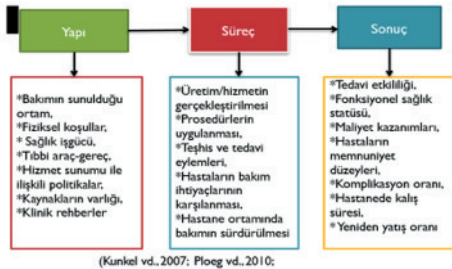 Yapı
Süreç
Sonuç
*Bakımın sunulduğu
ortam,
*Fiziksel koşullar,
* Sağlık işgücü,
*Tıbbi araç-gereç,
*Hizmet sunumu ile
ilişkili politikalar,
*Kaynakların varlığı,
*Klinik rehberler
*Üretim/hizmetin
gerçekleştirilmesi
*Prosedürlerin
uygulanması,
*Teşhis ve tedavi
eylemleri,
*Hastaların bakım
ihtiyaçlarının
karşılanması,
*Hastane ortamında
bakımın sürdürülmesi
*Tedavi etkililiği,
*Fonksiyonel sağlık
statüsü,
*Maliyet kazanımları,
*Hastaların
memnuniyet
düzeyleri,
*Komplikasyon oranı,
*Hastanede kalış
süresi,
*Yeniden yatış oranı
(Kunkel vd., 2007; Ploeg vd., 2010;